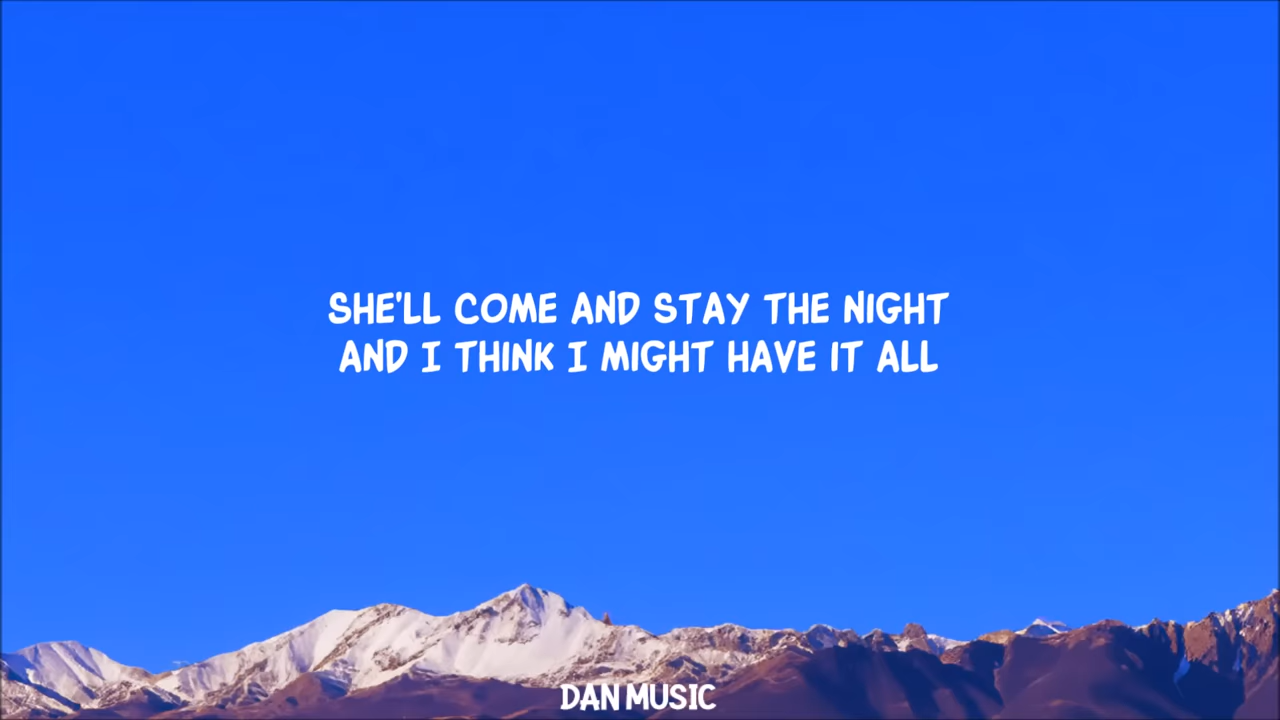 SHE'LL COME AND STAY THE NIGHT
AND I THINK I MIGHT HAVE IT ALL
DAN MUSIC